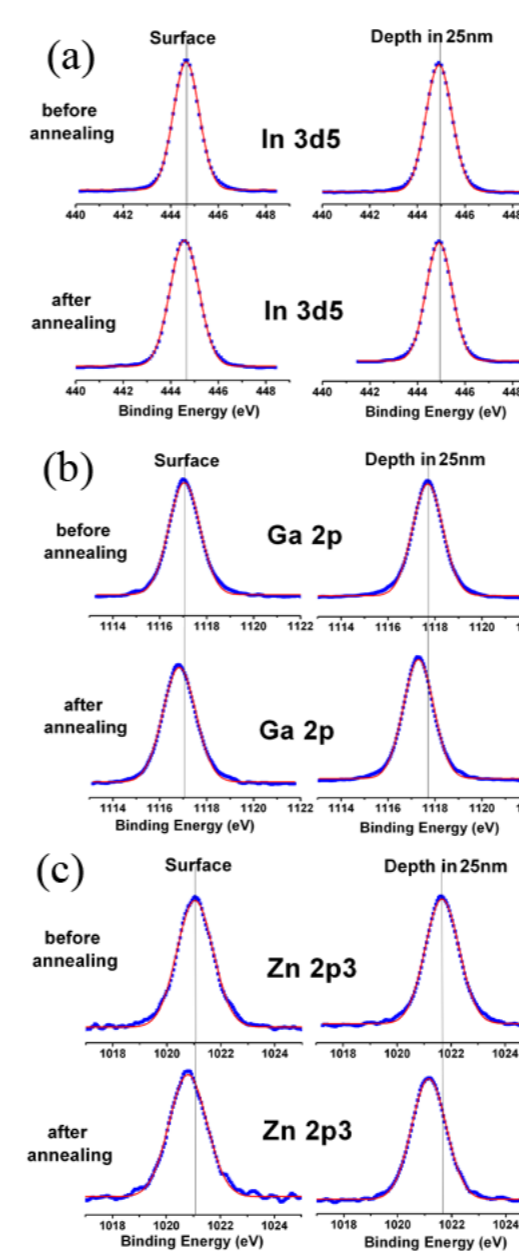 (a)
Surface
Depth in 25nm
before
annealing
In 3d5
440 442 444 446 448
440 442 444 446 448
after
annealing
In 3d5
440 442 444 446 448
440 442 444 446 448
Binding Energy (eV)
Binding Energy (eV)
(b)
Surface
Depth in 25nm
before
annealing
Ga 2p
1114 1116 1118 1120 1122
1114 1116 1118 1120
after
annealing
Ga 2p
1114 1116 1118 1120 1122
1114 1116 1118 1120
Binding Energy (eV)
Binding Energy (eV)
(c)
Surface
Depth in 25nm
before
annealing
Zn 2p3
1018 1020 1022 1024
1018 1020 1022 1024
after
annealing
Zn 2p3
1018 1020 1022 1024
1018 1020 1022 1024
Binding Energy (eV)
Binding Energy (eV)